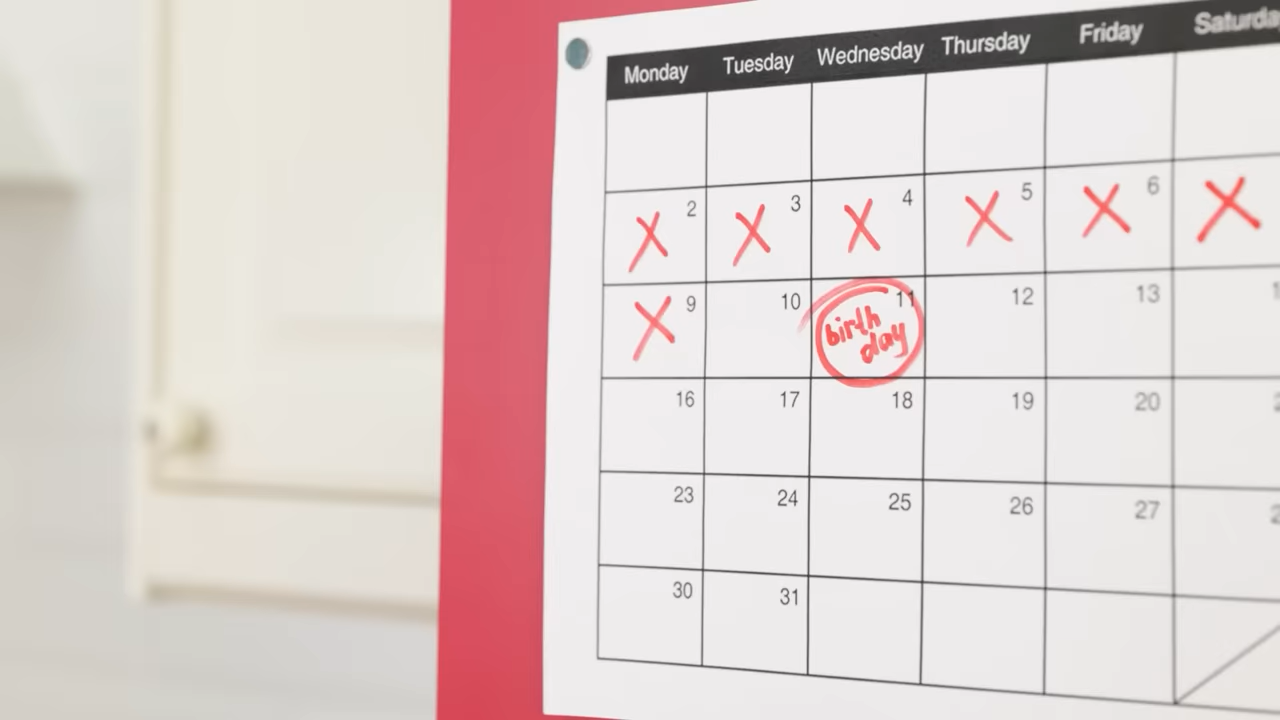 Monday Tuesday Wednesday Thursday Friday
2 3 4 5 6
9 10 11 12 13
birth
day
16 17 18 19 20
23 24 25 26 27
30 31